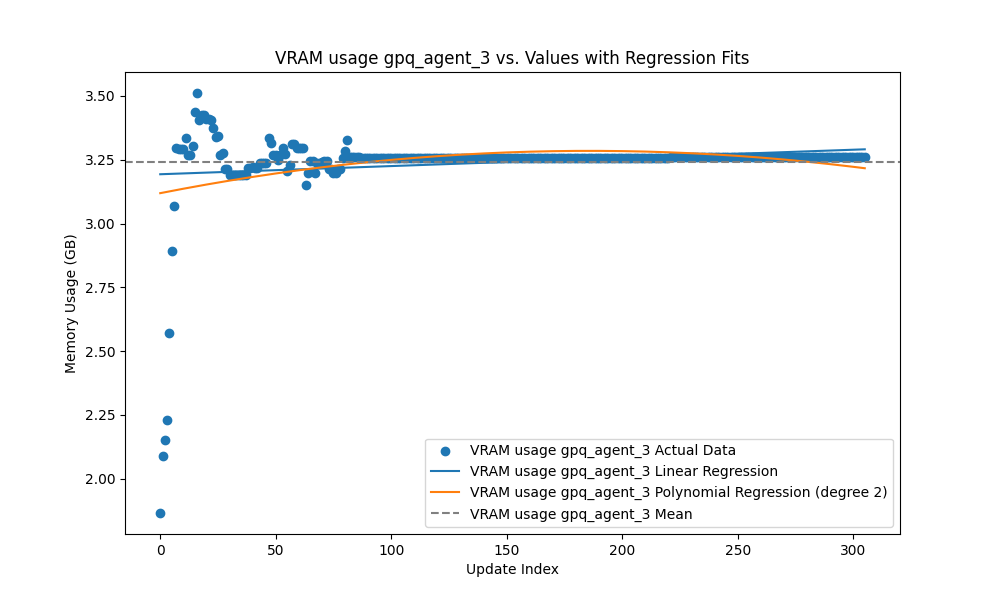 VRAM usage gpq_agent_3 vs. Values with Regression Fits
Memory Usage (GB)
3.50
3.25
3.00
2.75
2.50
2.25
2.00
VRAM usage gpq_agent_3 Actual Data
VRAM usage gpq_agent_3 Linear Regression
VRAM usage gpq_agent_3 Polynomial Regression (degree 2)
VRAM usage gpq_agent_3 Mean
0 50 100 150 200 250 300
Update Index